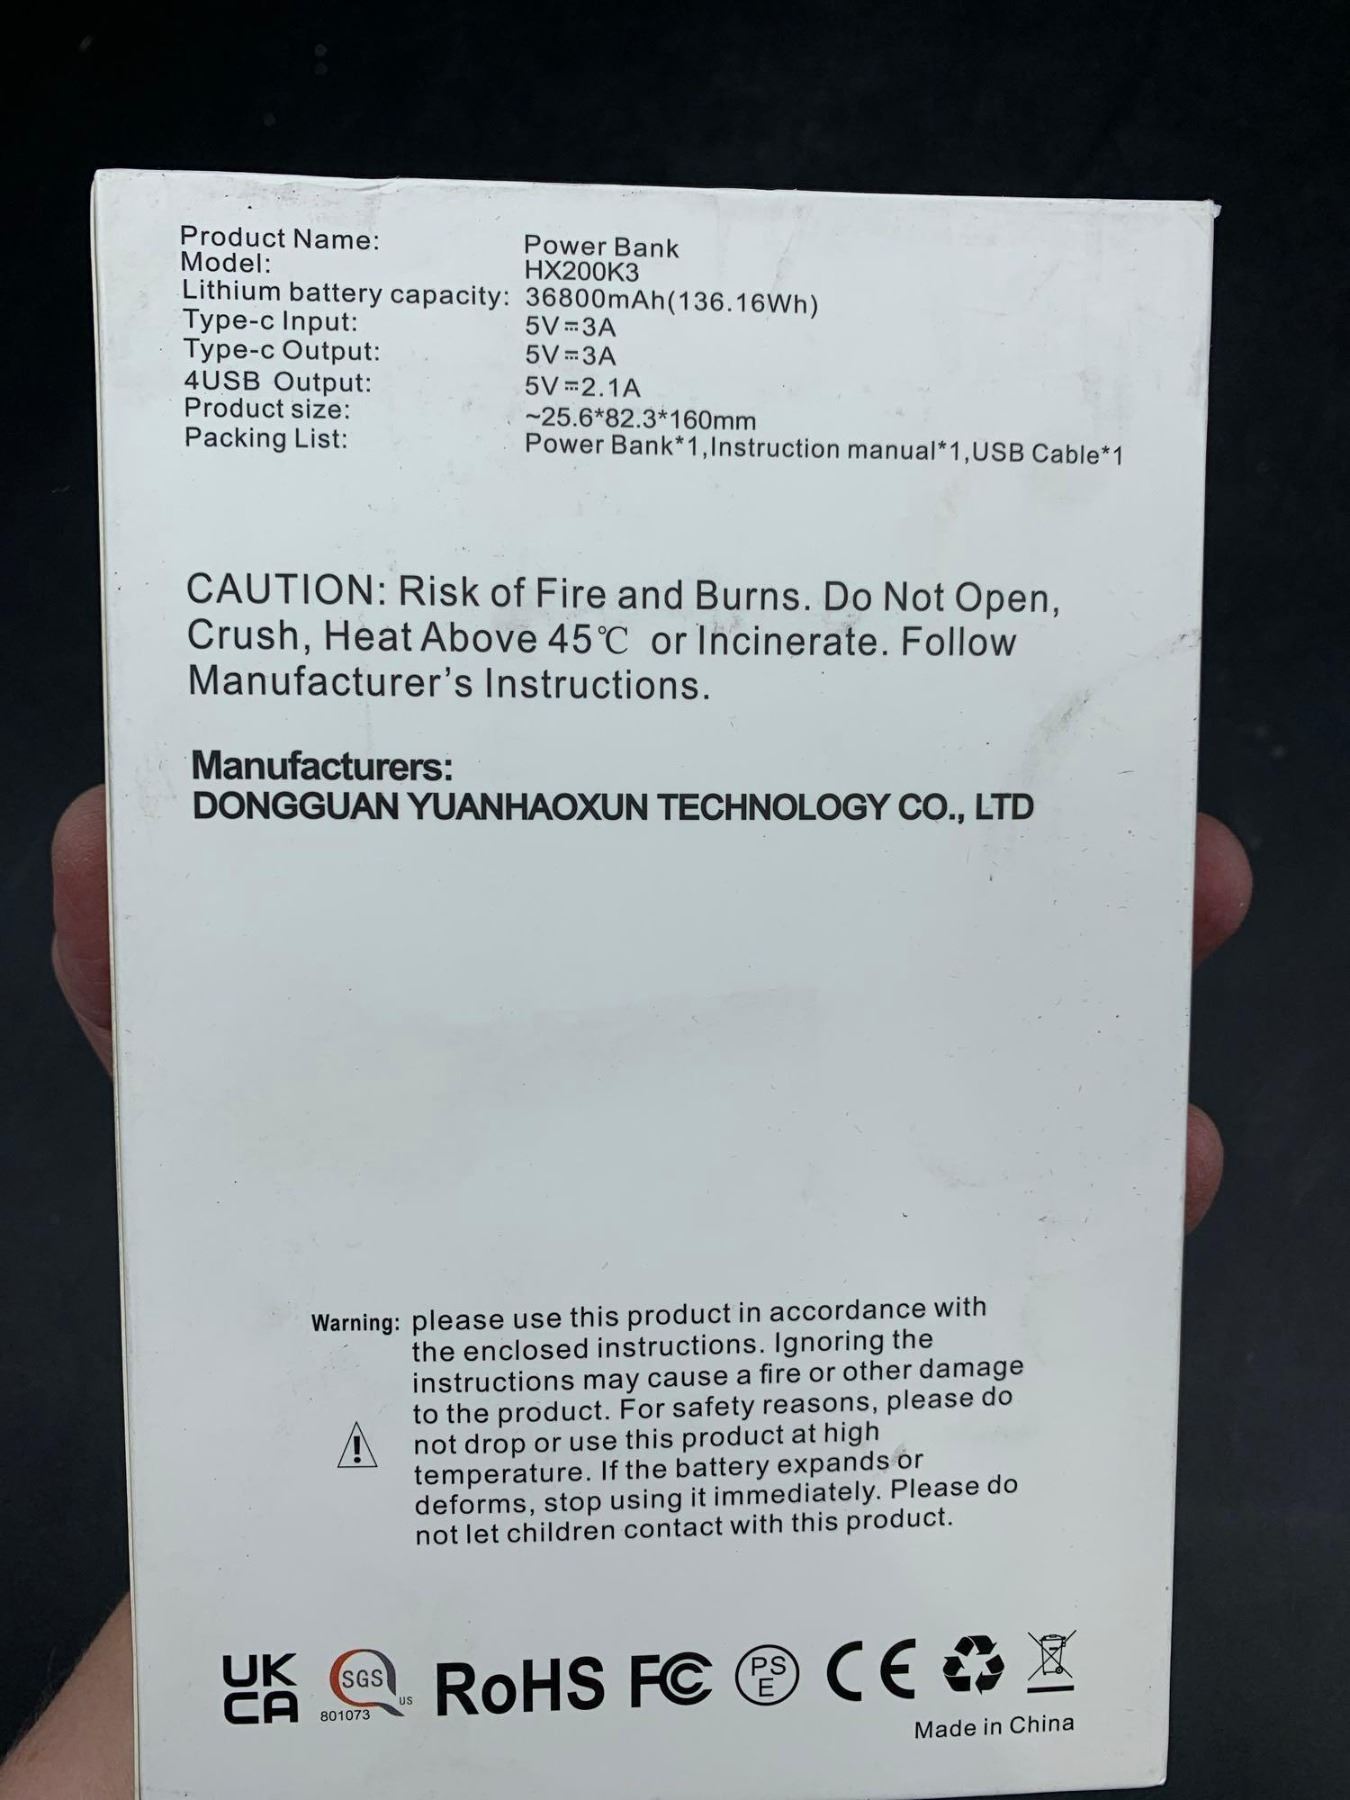 Product Name: Power Bank
Model: HX200K3
Lithium battery capacity: 36800mAh(136.16Wh)
Type-c Input: 5V⎓3A
Type-c Output: 5V⎓3A
4USB Output: 5V⎓2.1A
Product size: ~25.6*82.3*160mm
Packing List: Power Bank*1,Instruction manual*1,USB Cable*1
CAUTION: Risk of Fire and Burns. Do Not Open,
Crush, Heat Above 45℃ or Incinerate. Follow
Manufacturer's Instructions.
Manufacturers:
DONGGUAN YUANHAOXUN TECHNOLOGY CO., LTD
Warning: please use this product in accordance with
the enclosed instructions. Ignoring the
instructions may cause a fire or other damage
to the product. For safety reasons, please do
not drop or use this product at high
temperature. If the battery expands or
deforms, stop using it immediately. Please do
not let children contact with this product.
UK
CA
SGS
US
801073
RoHS FC PS
E
CE
Made in China